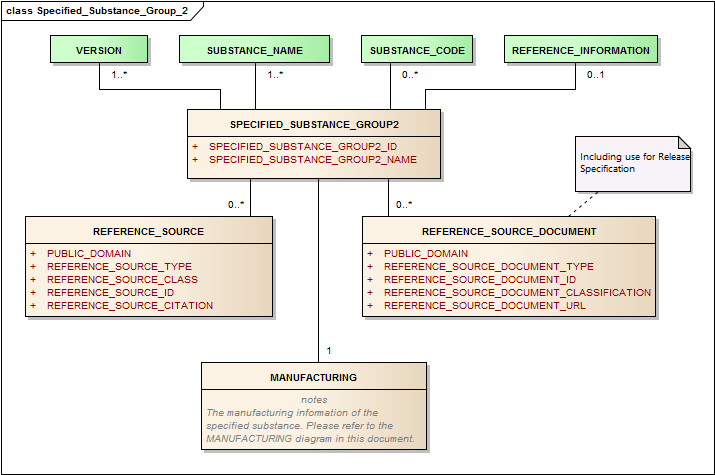 class Specified_Substance_Group_2
VERSION
SUBSTANCE_NAME
SUBSTANCE_CODE
REFERENCE_INFORMATION
1..*
1..*
0..*
0..1
SPECIFIED_SUBSTANCE_GROUP2
+ SPECIFIED_SUBSTANCE_GROUP2_ID
+ SPECIFIED_SUBSTANCE_GROUP2_NAME
Including use for Release
Specification
0..*
0..*
REFERENCE_SOURCE
+ PUBLIC_DOMAIN
+ REFERENCE_SOURCE_TYPE
+ REFERENCE_SOURCE_CLASS
+ REFERENCE_SOURCE_ID
+ REFERENCE_SOURCE_CITATION
REFERENCE_SOURCE_DOCUMENT
+ PUBLIC_DOMAIN
+ REFERENCE_SOURCE_DOCUMENT_TYPE
+ REFERENCE_SOURCE_DOCUMENT_ID
+ REFERENCE_SOURCE_DOCUMENT_CLASSIFICATION
+ REFERENCE_SOURCE_DOCUMENT_URL
1
MANUFACTURING
notes
The manufacturing information of the
specified substance. Please refer to the
MANUFACTURING diagram in this document.